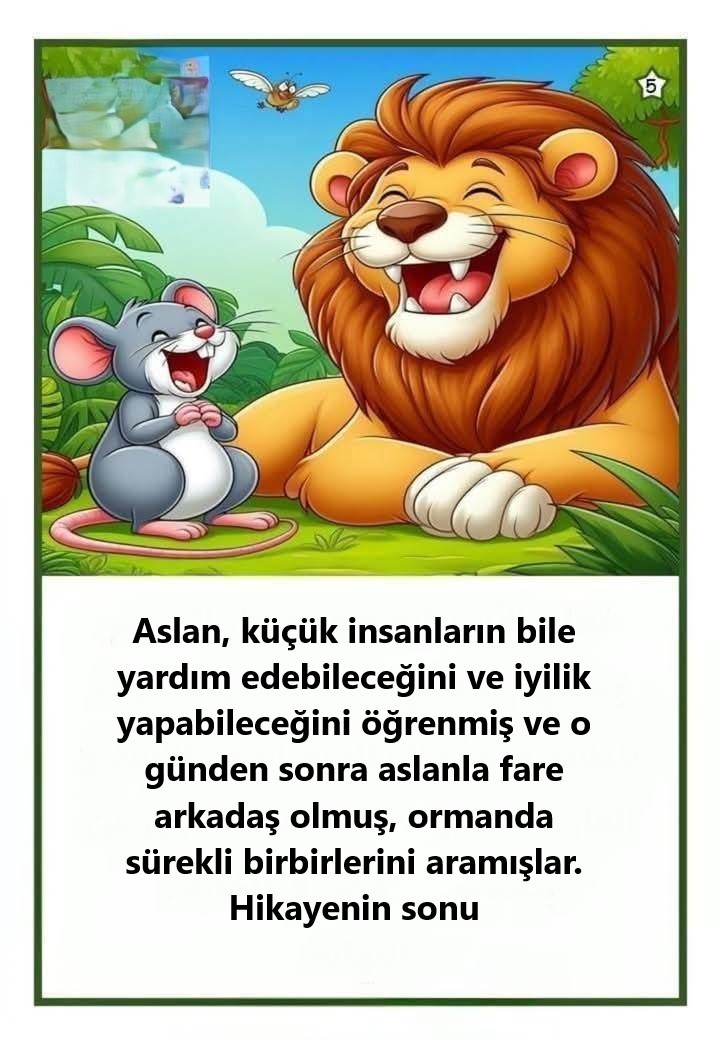 5
Aslan, küçük insanların bile
yardım edebileceğini ve iyilik
yapabileceğini öğrenmiş ve o
günden sonra aslanla fare
arkadaş olmuş, ormanda
sürekli birbirlerini aramışlar.
Hikayenin sonu